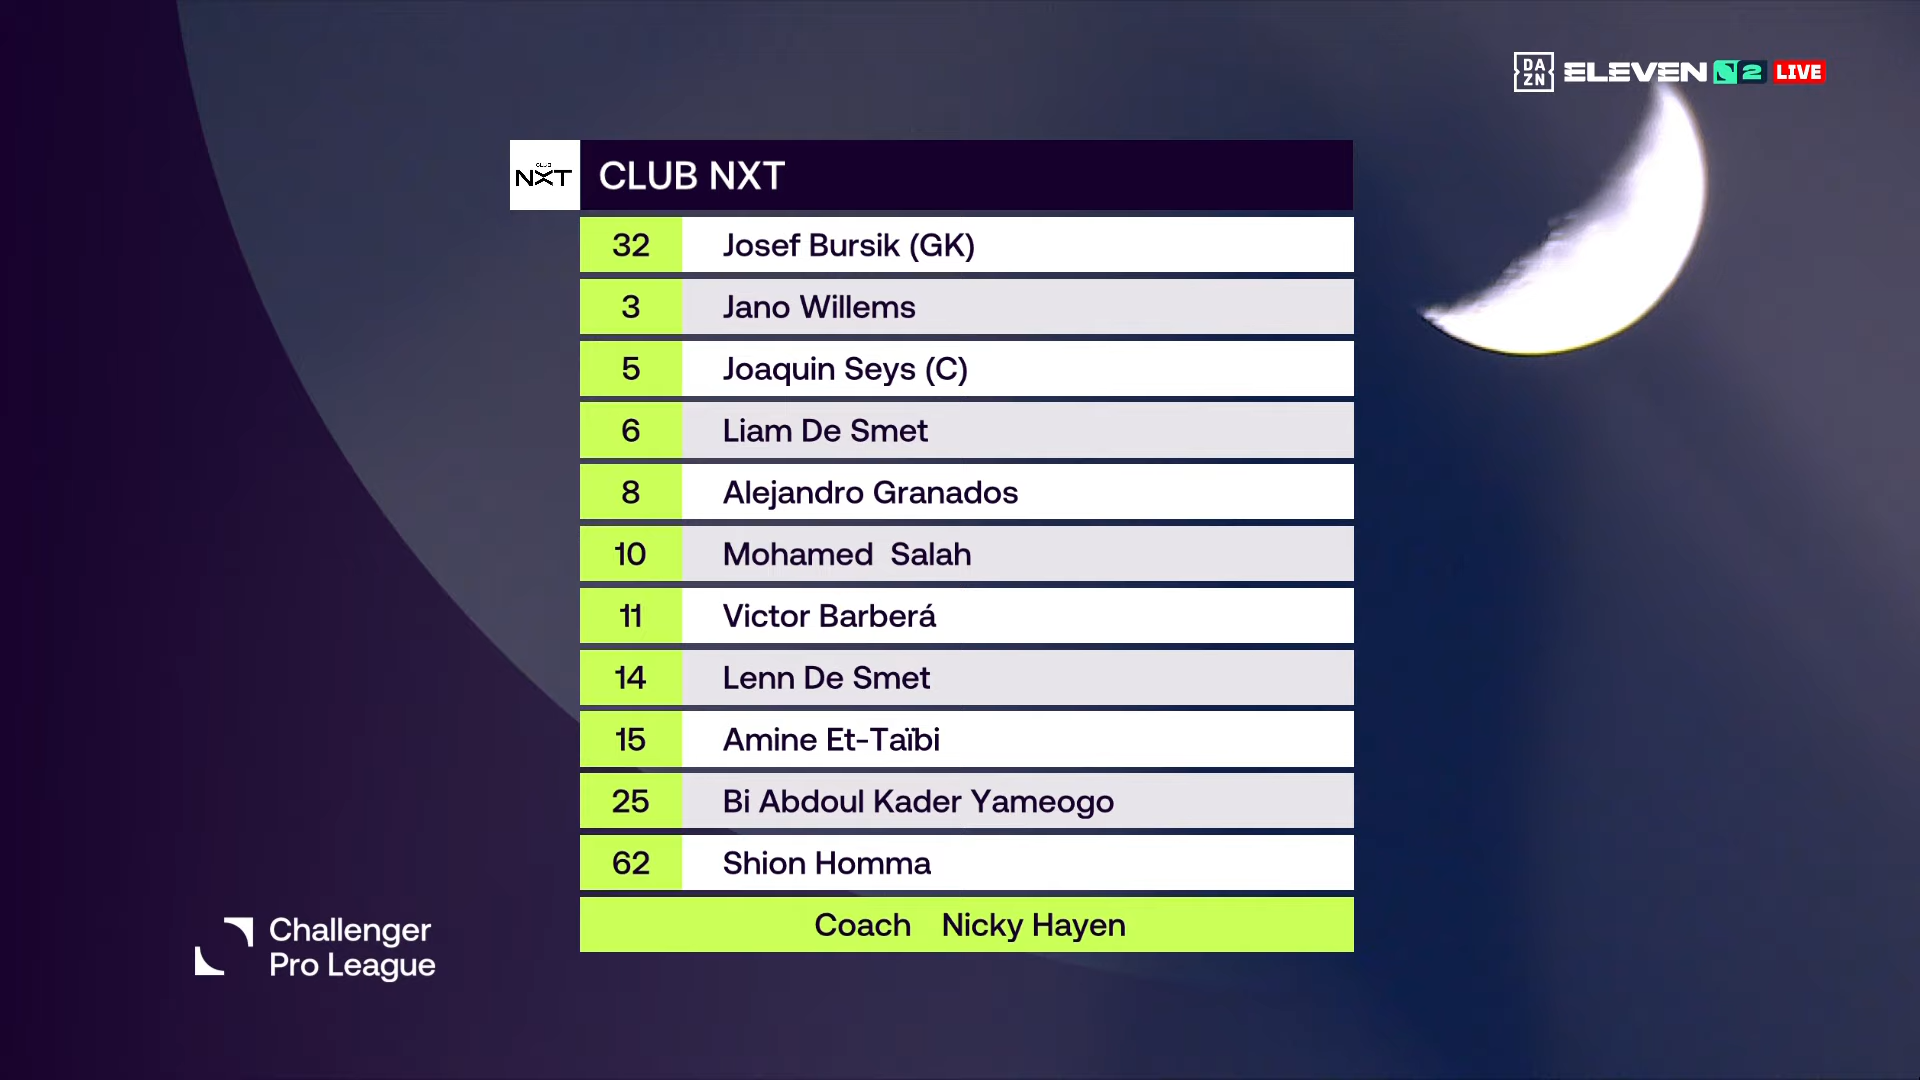 DAZN ELEVEN 2 LIVE
CLUB NXT CLUB NXT
32 Josef Bursik (GK)
3 Jano Willems
5 Joaquin Seys (C)
6 Liam De Smet
8 Alejandro Granados
10 Mohamed  Salah
11 Victor Barberá
14 Lenn De Smet
15 Amine Et-Taïbi
25 Bi Abdoul Kader Yameogo
62 Shion Homma
Coach Nicky Hayen
Challenger
Pro League